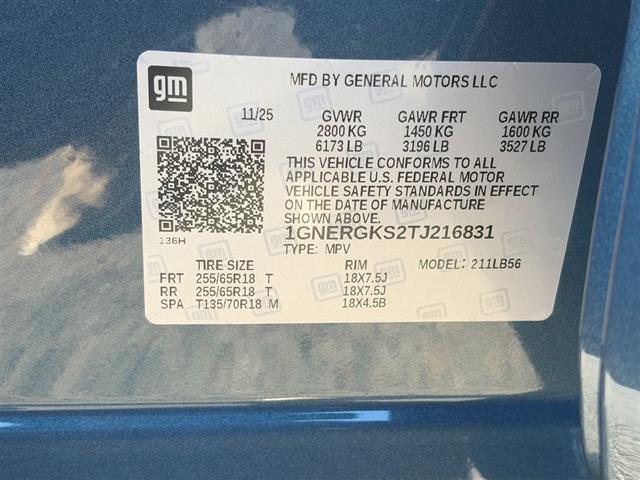 gm
MFD BY GENERAL MOTORS LLC
11/25 GVWR GAWR FRT GAWR RR
2800 KG 1450 KG 1600 KG
6173 LB 3196 LB 3527 LB
THIS VEHICLE CONFORMS TO ALL
APPLICABLE U.S. FEDERAL MOTOR
VEHICLE SAFETY STANDARDS IN EFFECT
ON THE DATE OF MANUFACTURE
SHOWN ABOVE.
136H
1GNERGKS2TJ216831
TYPE: MPV
TIRE SIZE RIM MODEL: 211LB56
FRT 255/65R18 T 18X7.5J
RR 255/65R18 T 18X7.5J
SPA T135/70R18 M 18X4.5B